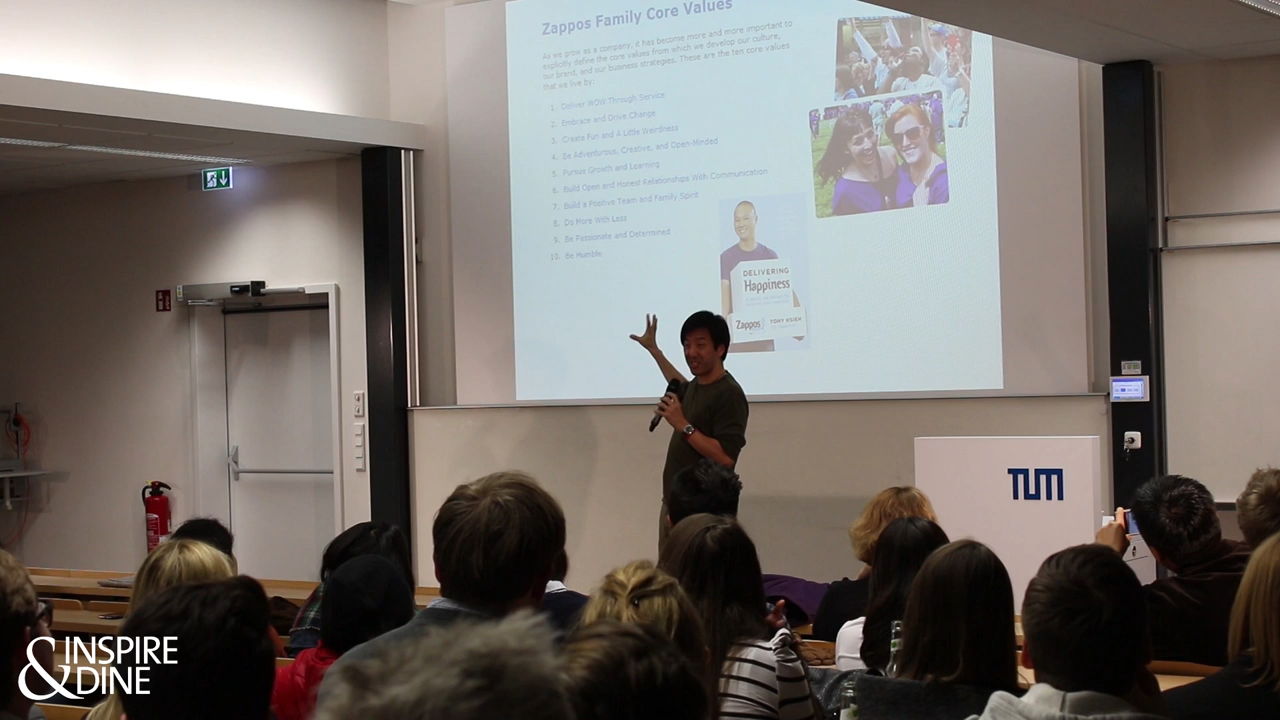 Zappos Family Core Values
As we grow as a company, it has become more and more important to
explicitly define the core values from which we develop our culture,
our brand, and our business strategies. These are the ten core values
that we live by:
1. Deliver WOW Through Service
2. Embrace and Drive Change
3. Create Fun and A Little Weirdness
4. Be Adventurous, Creative, and Open-Minded
5. Pursue Growth and Learning
6. Build Open and Honest Relationships With Communication
7. Build a Positive Team and Family Spirit
8. Do More With Less
9. Be Passionate and Determined
10. Be Humble
DELIVERING
Happiness
Zappos
TONY HSIEH
TUM
&INSPIRE
DINE